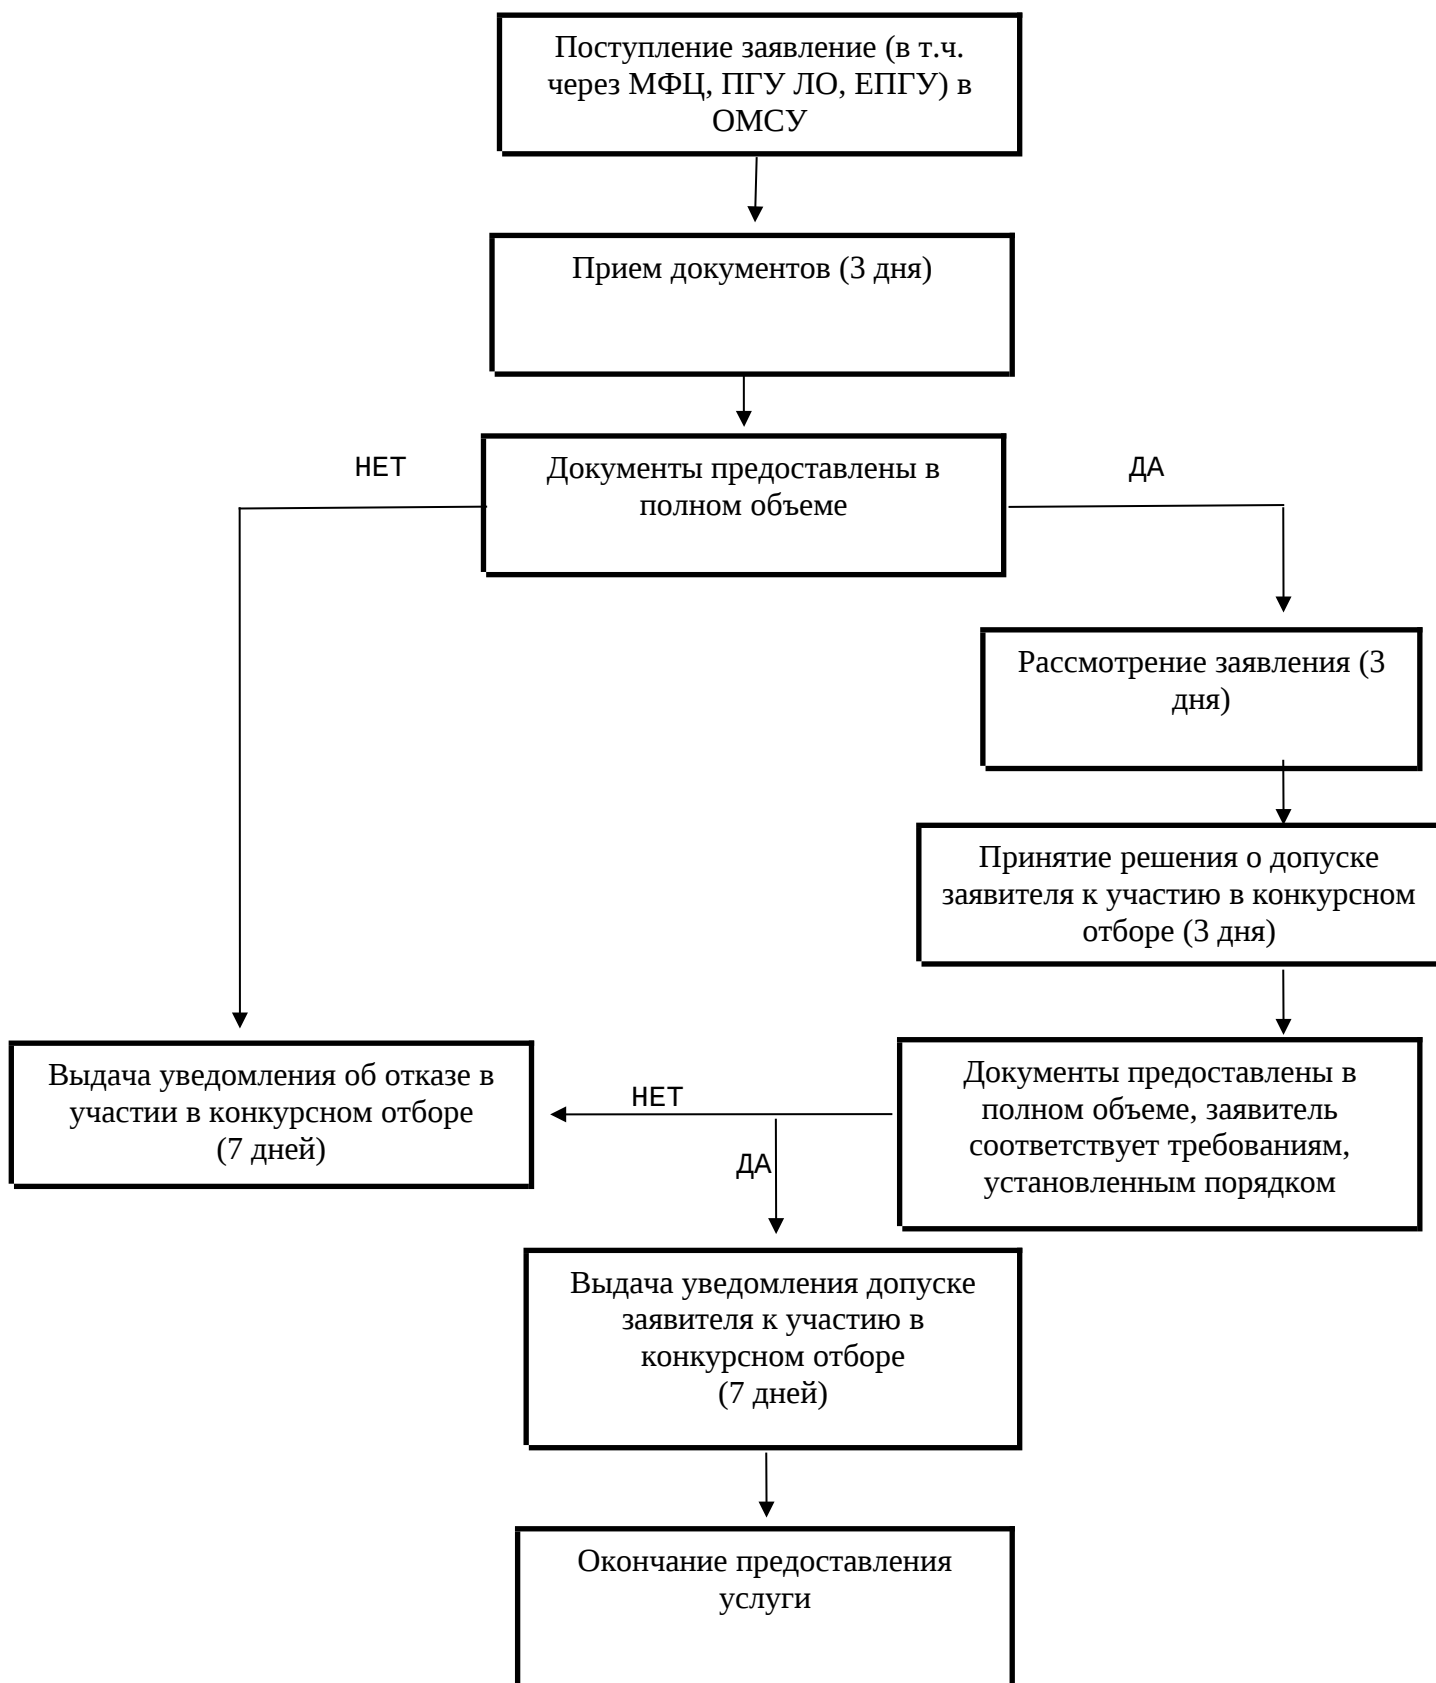 Поступление заявление (в т.ч.
через МФЦ, ПГУ ЛО, ЕПГУ) в
ОМСУ
Прием документов (3 дня)
НЕТ
Документы предоставлены в
полном объеме
ДА
Рассмотрение заявления (3
дня)
Принятие решения о допуске
заявителя к участию в конкурсном
отборе (3 дня)
Выдача уведомления об отказе в
участии в конкурсном отборе
(7 дней)
НЕТ
ДА
Документы предоставлены в
полном объеме, заявитель
соответствует требованиям,
установленным порядком
Выдача уведомления допуске
заявителя к участию в
конкурсном отборе
(7 дней)
Окончание предоставления
услуги